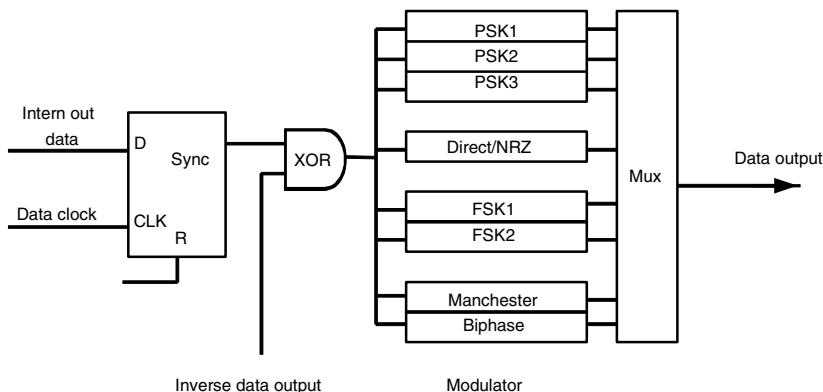 Intern out
data
D
Sync
Data clock
CLK
R
XOR
Inverse data output
PSK1
PSK2
PSK3
Direct/NRZ
FSK1
FSK2
Manchester
Biphase
Modulator
Mux
Data output